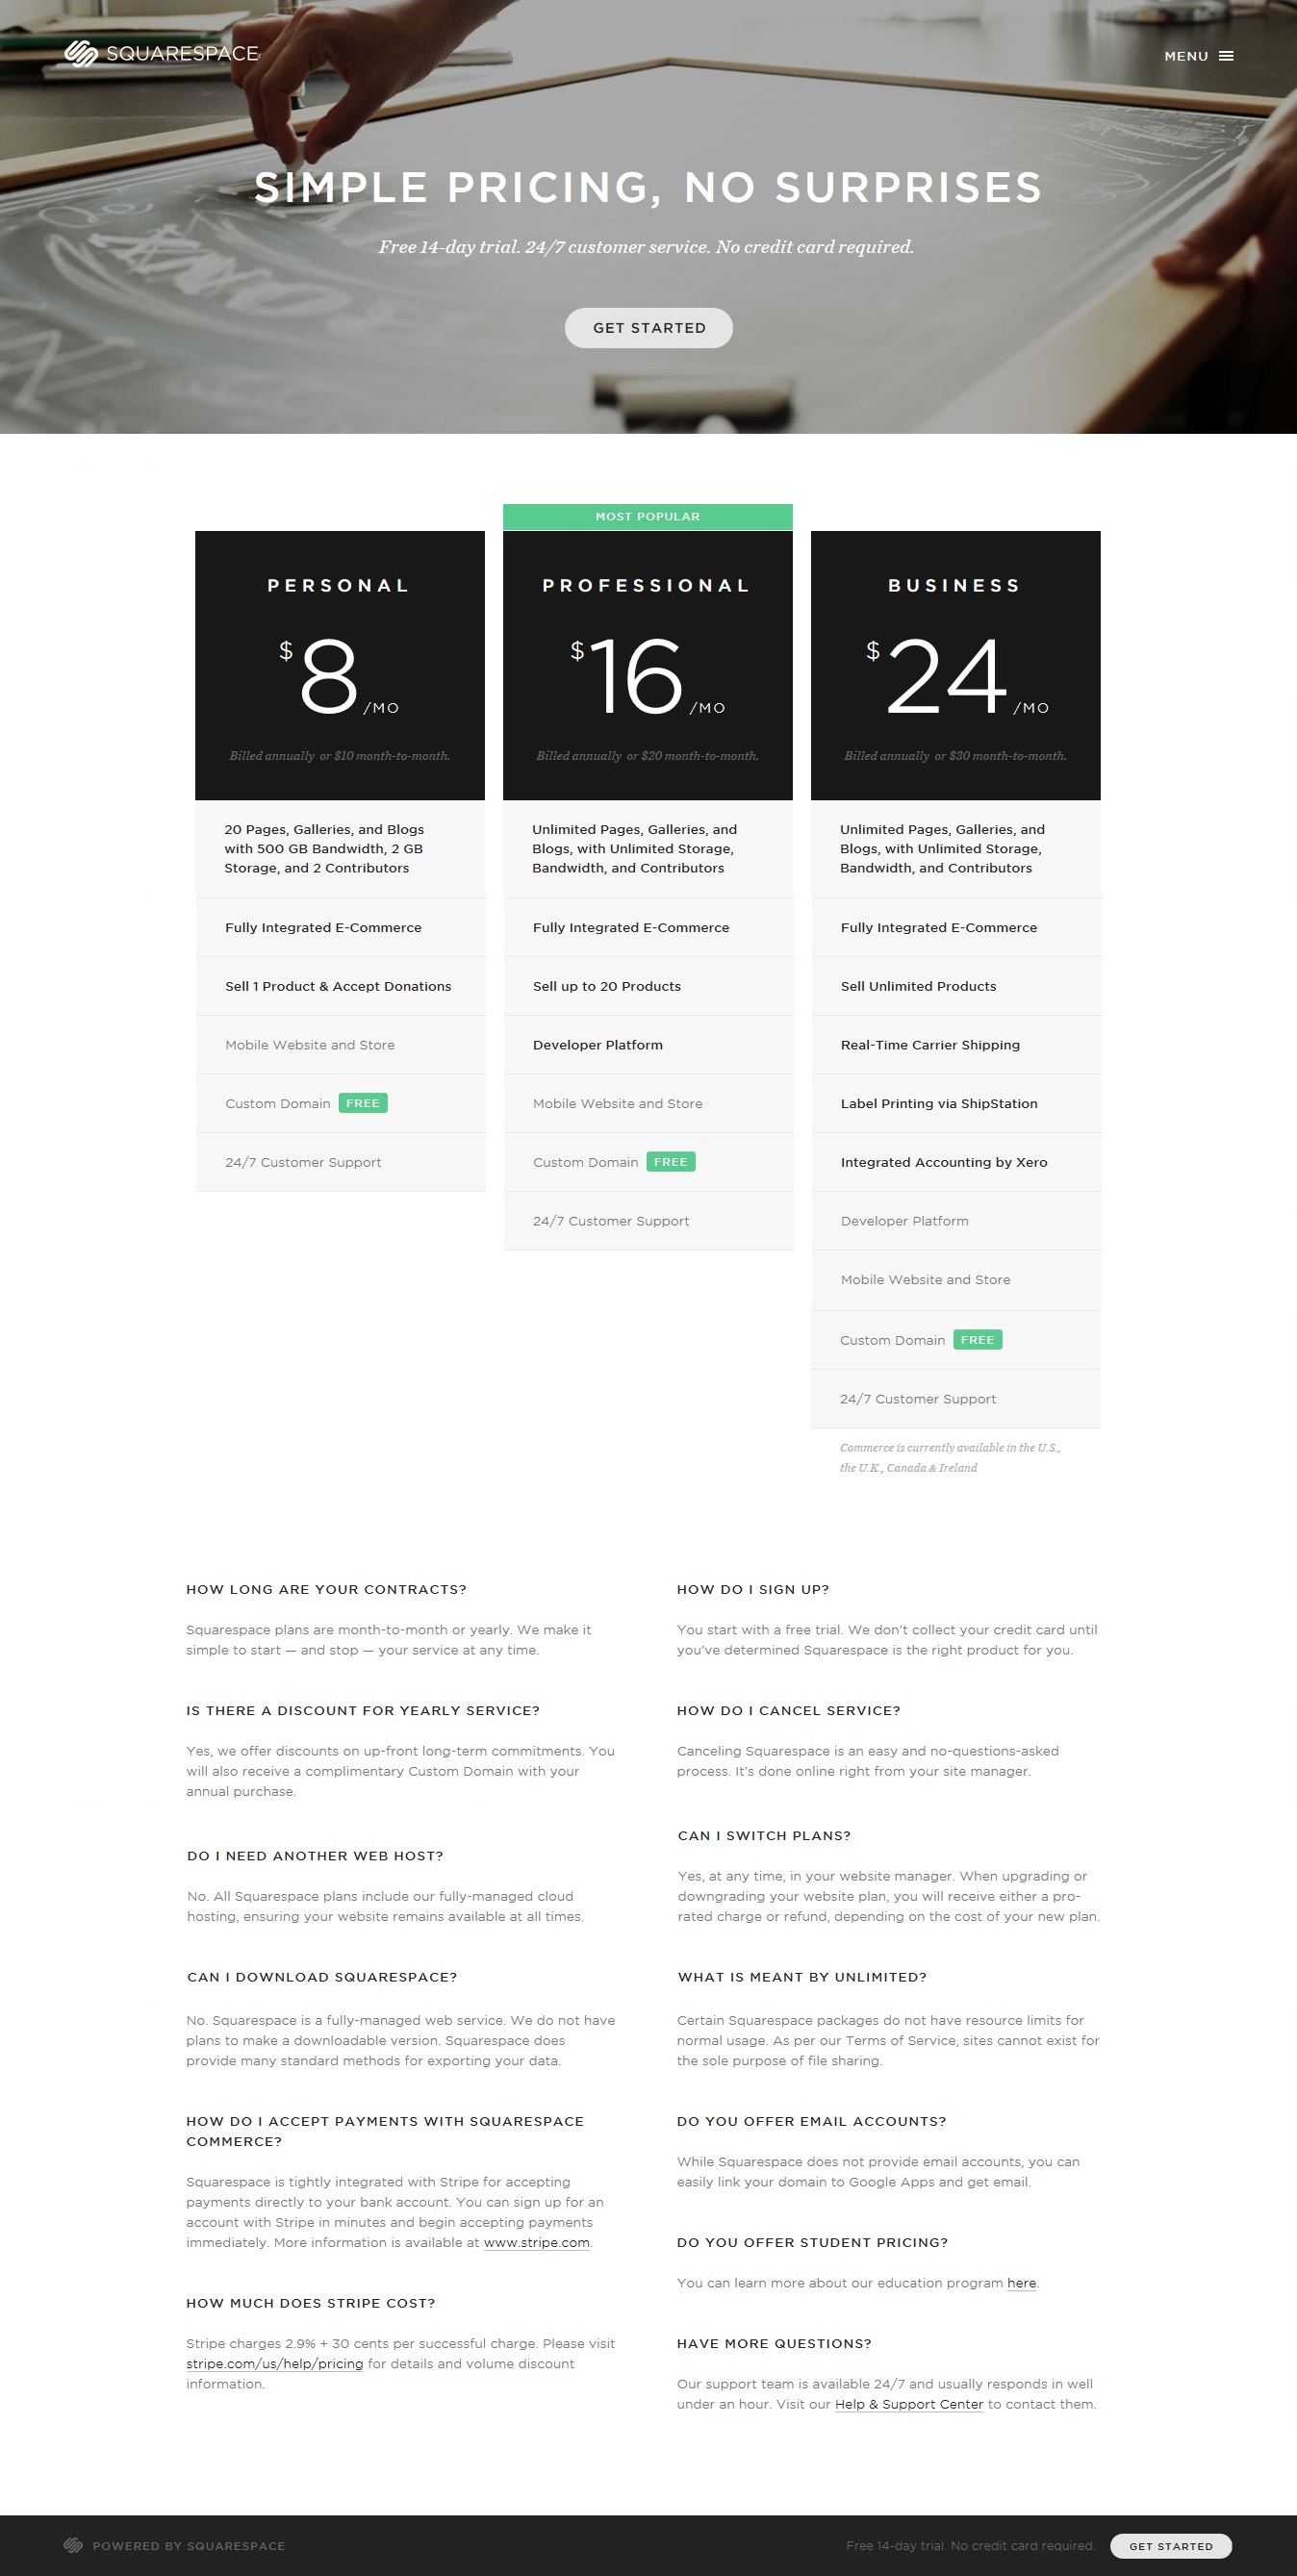 SQUARESPACE
MENU
SIMPLE PRICING, NO SURPRISES
Free 14-day trial. 24/7 customer service. No credit card required.
GET STARTED
PERSONAL
$8/MO
Billed annually or $10 month-to-month.
20 Pages, Galleries, and Blogs
with 500 GB Bandwidth, 2 GB
Storage, and 2 Contributors
Fully Integrated E-Commerce
Sell 1 Product & Accept Donations
Mobile Website and Store
Custom Domain FREE
24/7 Customer Support
MOST POPULAR
PROFESSIONAL
$16/MO
Billed annually or $20 month-to-month.
Unlimited Pages, Galleries, and
Blogs, with Unlimited Storage,
Bandwidth, and Contributors
Fully Integrated E-Commerce
Sell up to 20 Products
Developer Platform
Mobile Website and Store
Custom Domain FREE
24/7 Customer Support
BUSINESS
$24/MO
Billed annually or $30 month-to-month.
Unlimited Pages, Galleries, and
Blogs, with Unlimited Storage,
Bandwidth, and Contributors
Fully Integrated E-Commerce
Sell Unlimited Products
Real-Time Carrier Shipping
Label Printing via ShipStation
Integrated Accounting by Xero
Developer Platform
Mobile Website and Store
Custom Domain FREE
24/7 Customer Support
Commerce is currently available in the U.S.,
the U.K., Canada & Ireland
HOW LONG ARE YOUR CONTRACTS?
Squarespace plans are month-to-month or yearly. We make it
simple to start — and stop — your service at any time.
IS THERE A DISCOUNT FOR YEARLY SERVICE?
Yes, we offer discounts on up-front long-term commitments. You
will also receive a complimentary Custom Domain with your
annual purchase.
DO I NEED ANOTHER WEB HOST?
No. All Squarespace plans include our fully-managed cloud
hosting, ensuring your website remains available at all times.
CAN I DOWNLOAD SQUARESPACE?
No. Squarespace is a fully-managed web service. We do not have
plans to make a downloadable version. Squarespace does
provide many standard methods for exporting your data.
HOW DO I ACCEPT PAYMENTS WITH SQUARESPACE
COMMERCE?
Squarespace is tightly integrated with Stripe for accepting
payments directly to your bank account. You can sign up for an
account with Stripe in minutes and begin accepting payments
immediately. More information is available at www.stripe.com.
HOW MUCH DOES STRIPE COST?
Stripe charges 2.9% + 30 cents per successful charge. Please visit
stripe.com/us/help/pricing for details and volume discount
information.
HOW DO I SIGN UP?
You start with a free trial. We don't collect your credit card until
you've determined Squarespace is the right product for you.
HOW DO I CANCEL SERVICE?
Canceling Squarespace is an easy and no-questions-asked
process. It's done online right from your site manager.
CAN I SWITCH PLANS?
Yes, at any time, in your website manager. When upgrading or
downgrading your website plan, you will receive either a pro-
rated charge or refund, depending on the cost of your new plan.
WHAT IS MEANT BY UNLIMITED?
Certain Squarespace packages do not have resource limits for
normal usage. As per our Terms of Service, sites cannot exist for
the sole purpose of file sharing.
DO YOU OFFER EMAIL ACCOUNTS?
While Squarespace does not provide email accounts, you can
easily link your domain to Google Apps and get email.
DO YOU OFFER STUDENT PRICING?
You can learn more about our education program here.
HAVE MORE QUESTIONS?
Our support team is available 24/7 and usually responds in well
under an hour. Visit our Help & Support Center to contact them.
POWERED BY SQUARESPACE
Free 14-day trial. No credit card required.
GET STARTED